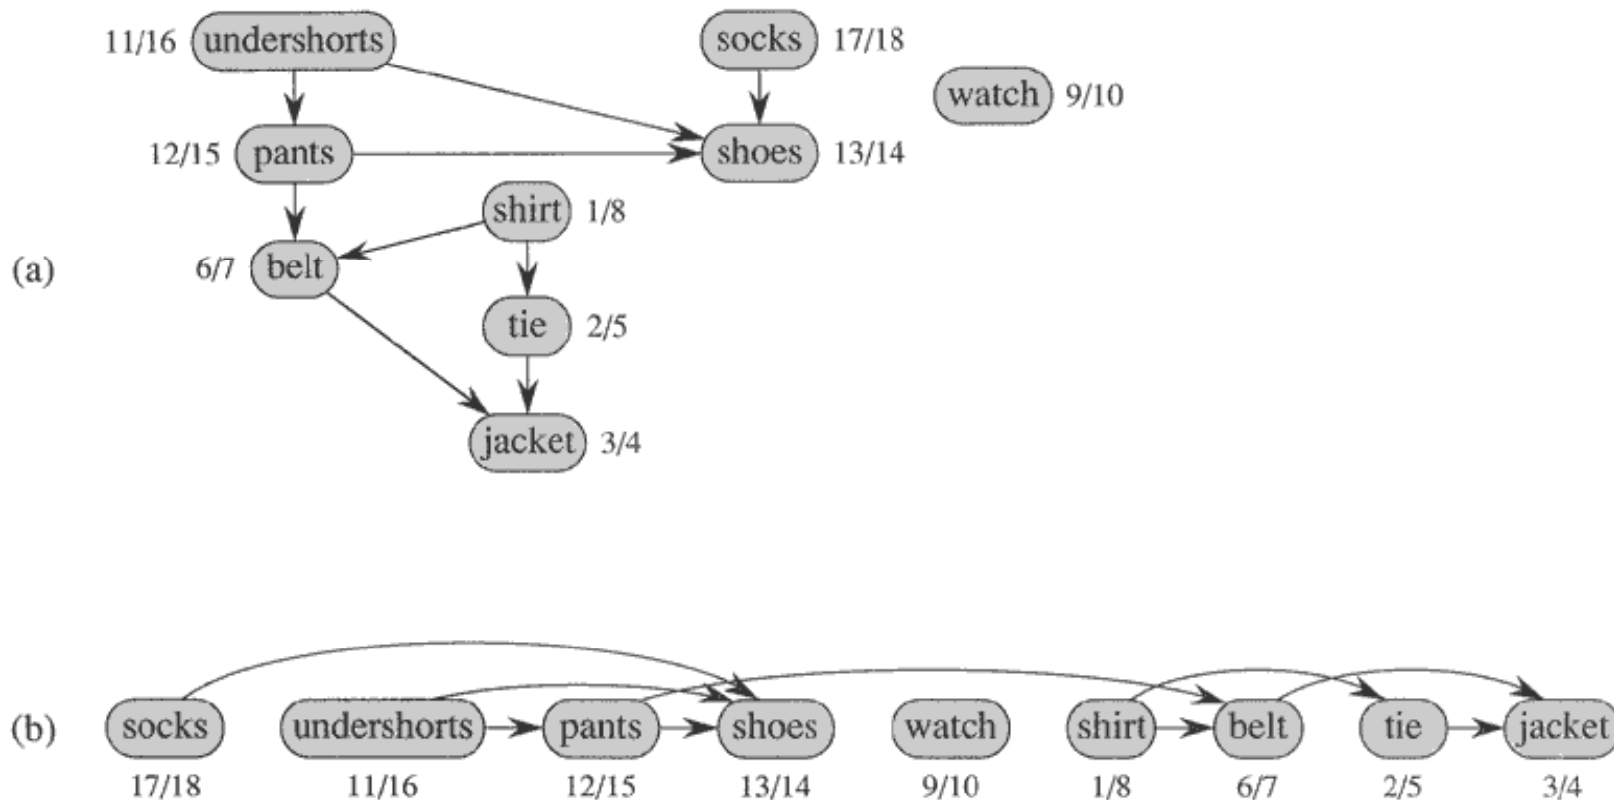 11/16 undershorts socks 17/18
watch 9/10
12/15 pants shoes 13/14
shirt 1/8
(a) 6/7 belt
tie 2/5
jacket 3/4
(b) socks undershorts pants shoes watch shirt belt tie jacket
17/18 11/16 12/15 13/14 9/10 1/8 6/7 2/5 3/4